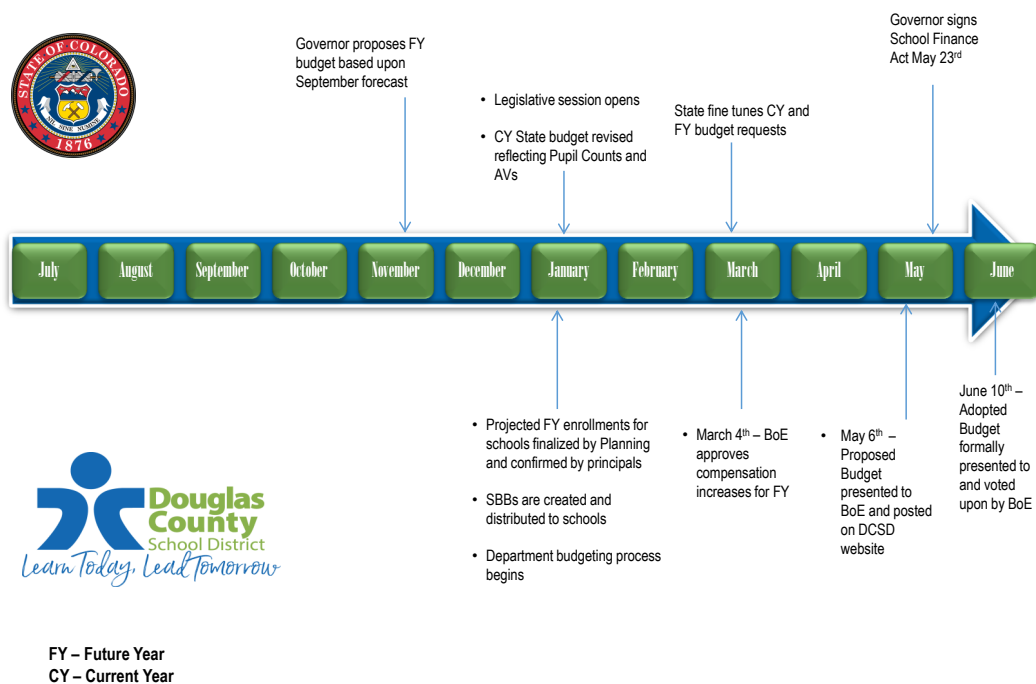 STATE OF COLORADO
NIL SINE NUMINE
1876
Governor proposes FY
budget based upon
September forecast
• Legislative session opens
• CY State budget revised
reflecting Pupil Counts and
AVs
State fine tunes CY and
FY budget requests
Governor signs
School Finance
Act May 23rd
July
August
September
October
November
December
January
February
March
April
May
June
• Projected FY enrollments for
schools finalized by Planning
and confirmed by principals
• SBBs are created and
distributed to schools
• Department budgeting process
begins
• March 4th – BoE
approves
compensation
increases for FY
• May 6th –
Proposed
Budget
presented to
BoE and posted
on DCSD
website
June 10th –
Adopted
Budget
formally
presented to
and voted
upon by BoE
Douglas
County
School District
Learn Today, Lead Tomorrow
FY – Future Year
CY – Current Year